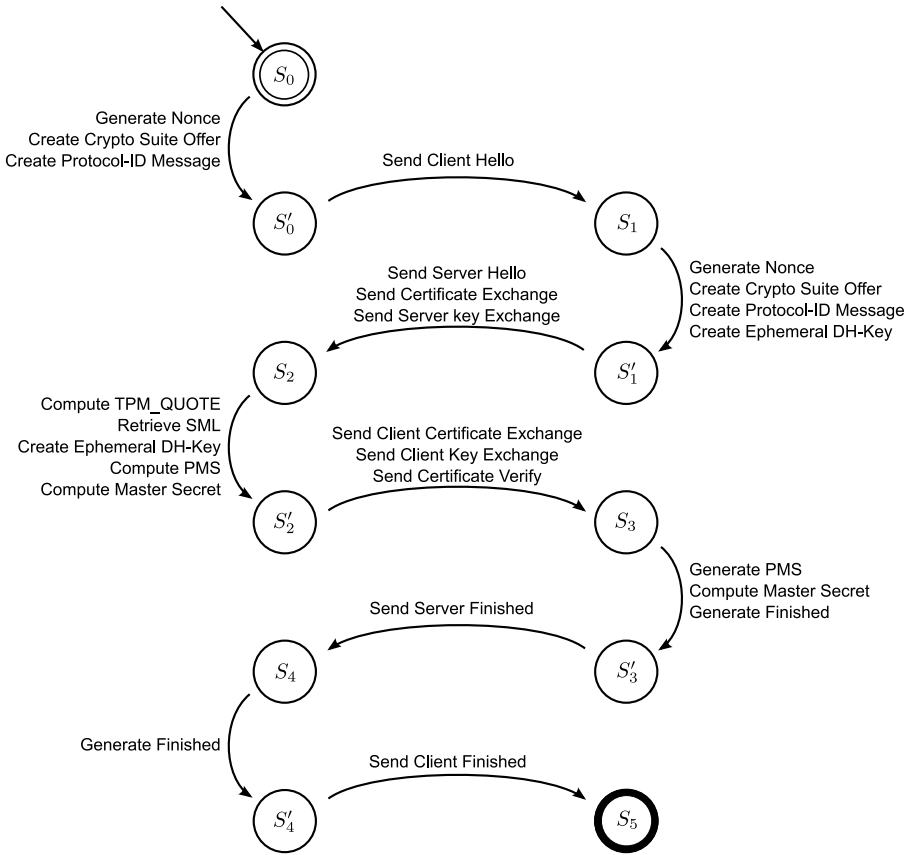 S₀
Generate Nonce
Create Crypto Suite Offer
Create Protocol-ID Message
Send Client Hello
S′₀
S₁
Generate Nonce
Create Crypto Suite Offer
Create Protocol-ID Message
Create Ephemeral DH-Key
Send Server Hello
Send Certificate Exchange
Send Server key Exchange
S₂
S′₁
Compute TPM_QUOTE
Retrieve SML
Create Ephemeral DH-Key
Compute PMS
Compute Master Secret
Send Client Certificate Exchange
Send Client Key Exchange
Send Certificate Verify
S′₂
S₃
Generate PMS
Compute Master Secret
Generate Finished
Send Server Finished
S₄
S′₃
Generate Finished
Send Client Finished
S′₄
S₅